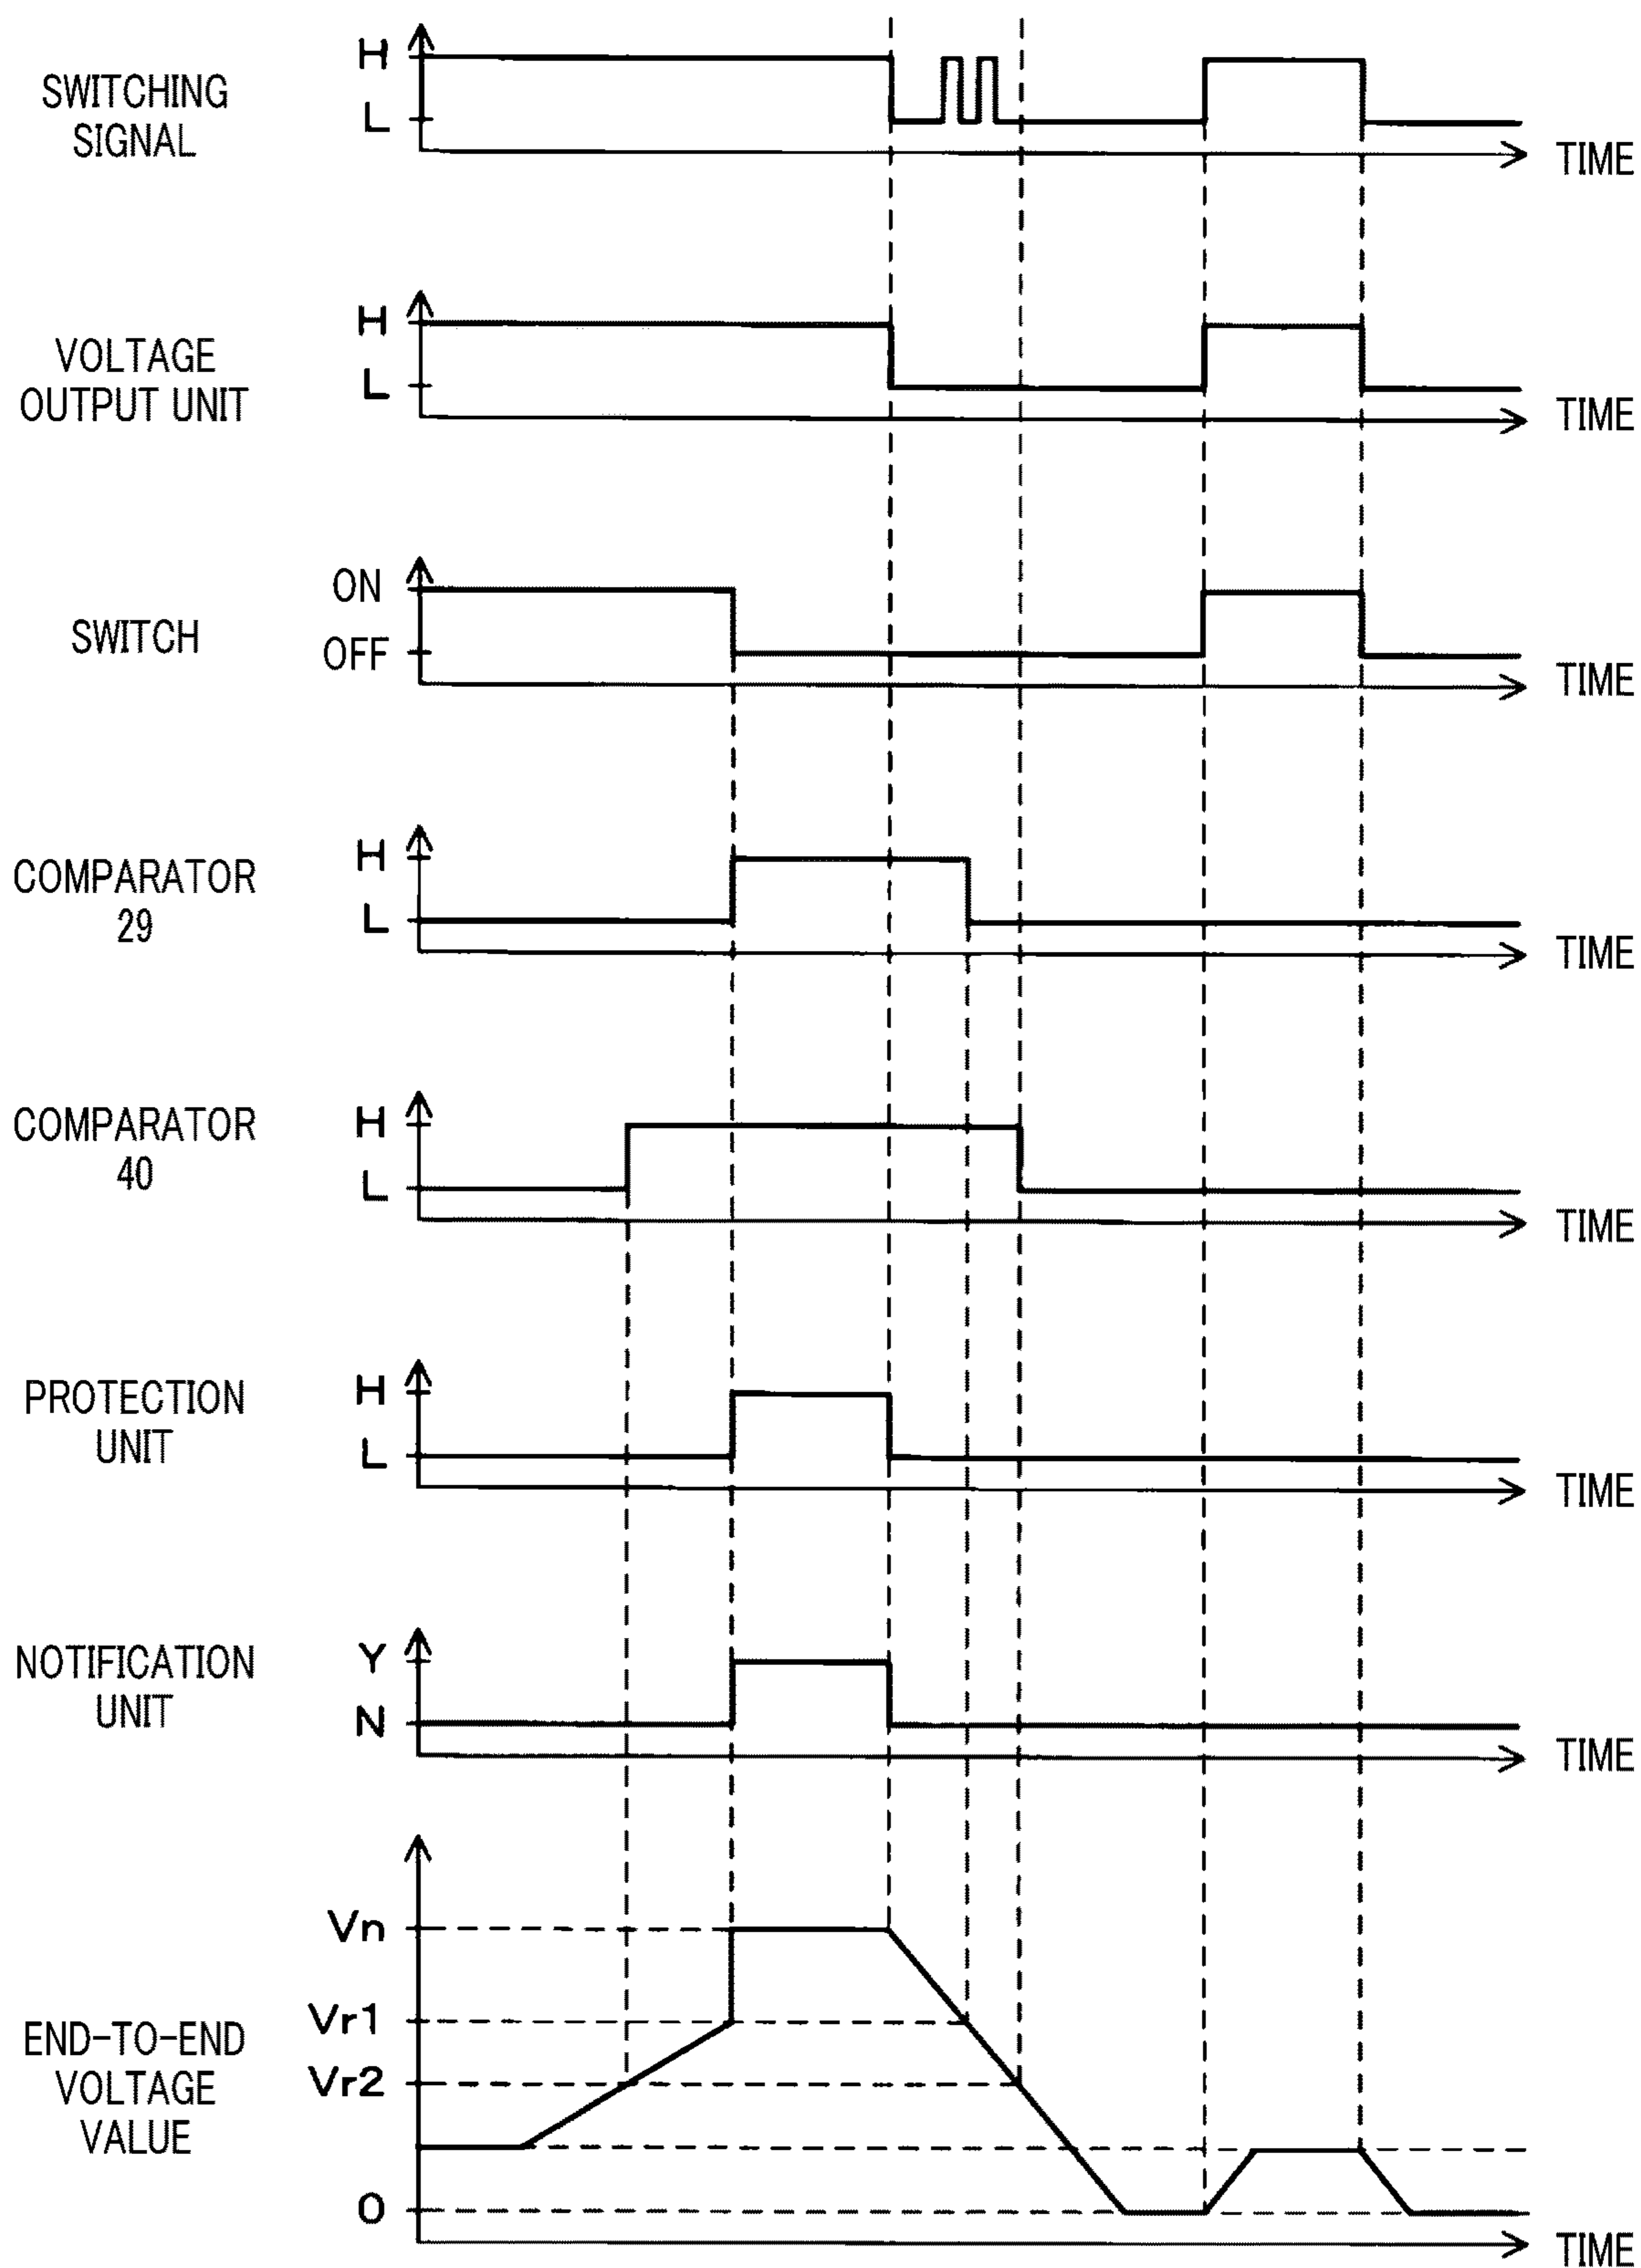 SWITCHING
SIGNAL
H
L
TIME
VOLTAGE
OUTPUT UNIT
H
L
TIME
SWITCH
ON
OFF
TIME
COMPARATOR
29
H
L
TIME
COMPARATOR
40
H
L
TIME
PROTECTION
UNIT
H
L
TIME
NOTIFICATION
UNIT
Y
N
TIME
END-TO-END
VOLTAGE
VALUE
Vn
Vr1
Vr2
0
TIME